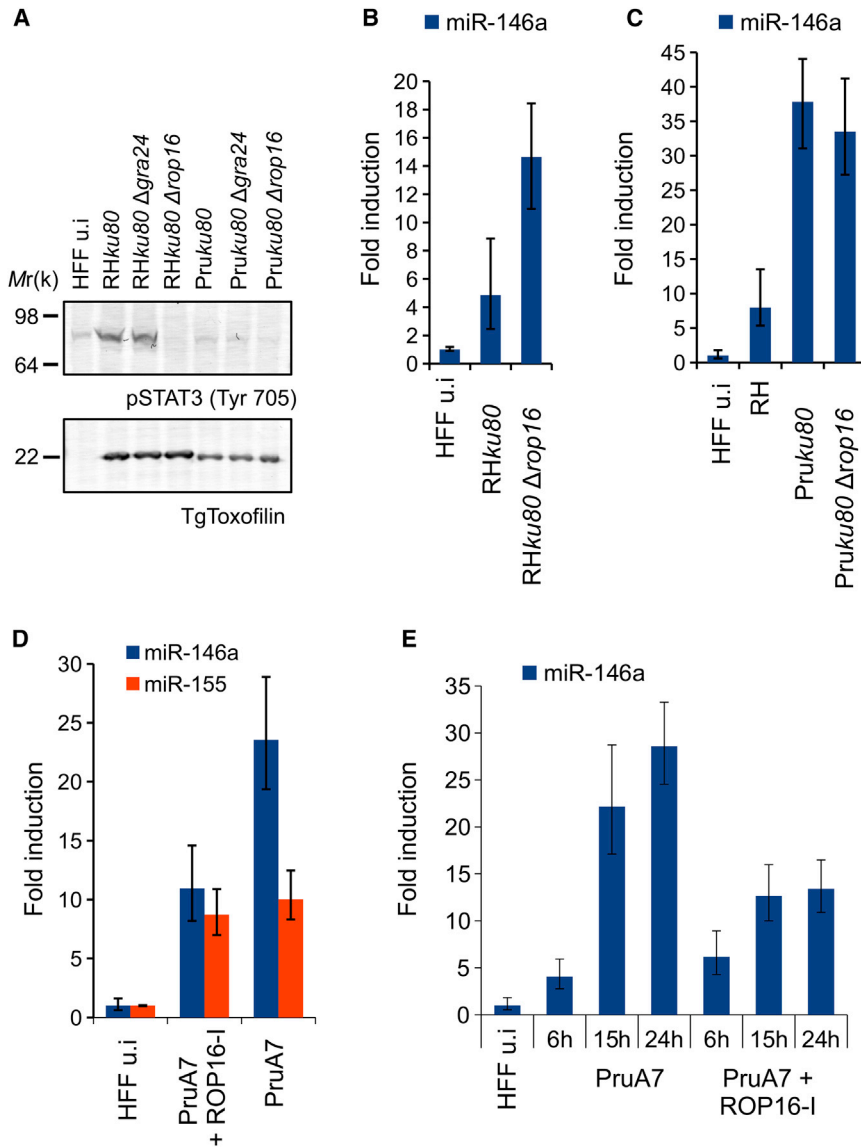 A
HFF u.i
RHku80
RHku80 Δgra24
RHku80 Δrop16
Pruku80
Pruku80 Δgra24
Pruku80 Δrop16
Mr(k)
98
64
pSTAT3 (Tyr 705)
22
TgToxofilin
B
miR-146a
Fold induction
20
18
16
14
12
10
8
6
4
2
0
HFF u.i
RHku80
RHku80 Δrop16
C
miR-146a
Fold induction
45
40
35
30
25
20
15
10
5
0
HFF u.i
RH
Pruku80
Pruku80 Δrop16
D
miR-146a
miR-155
Fold induction
30
25
20
15
10
5
0
HFF u.i
PruA7
+ ROP16-I
PruA7
E
miR-146a
Fold induction
35
30
25
20
15
10
5
0
HFF u.i
6h
15h
24h
6h
15h
24h
PruA7
PruA7 +
ROP16-I